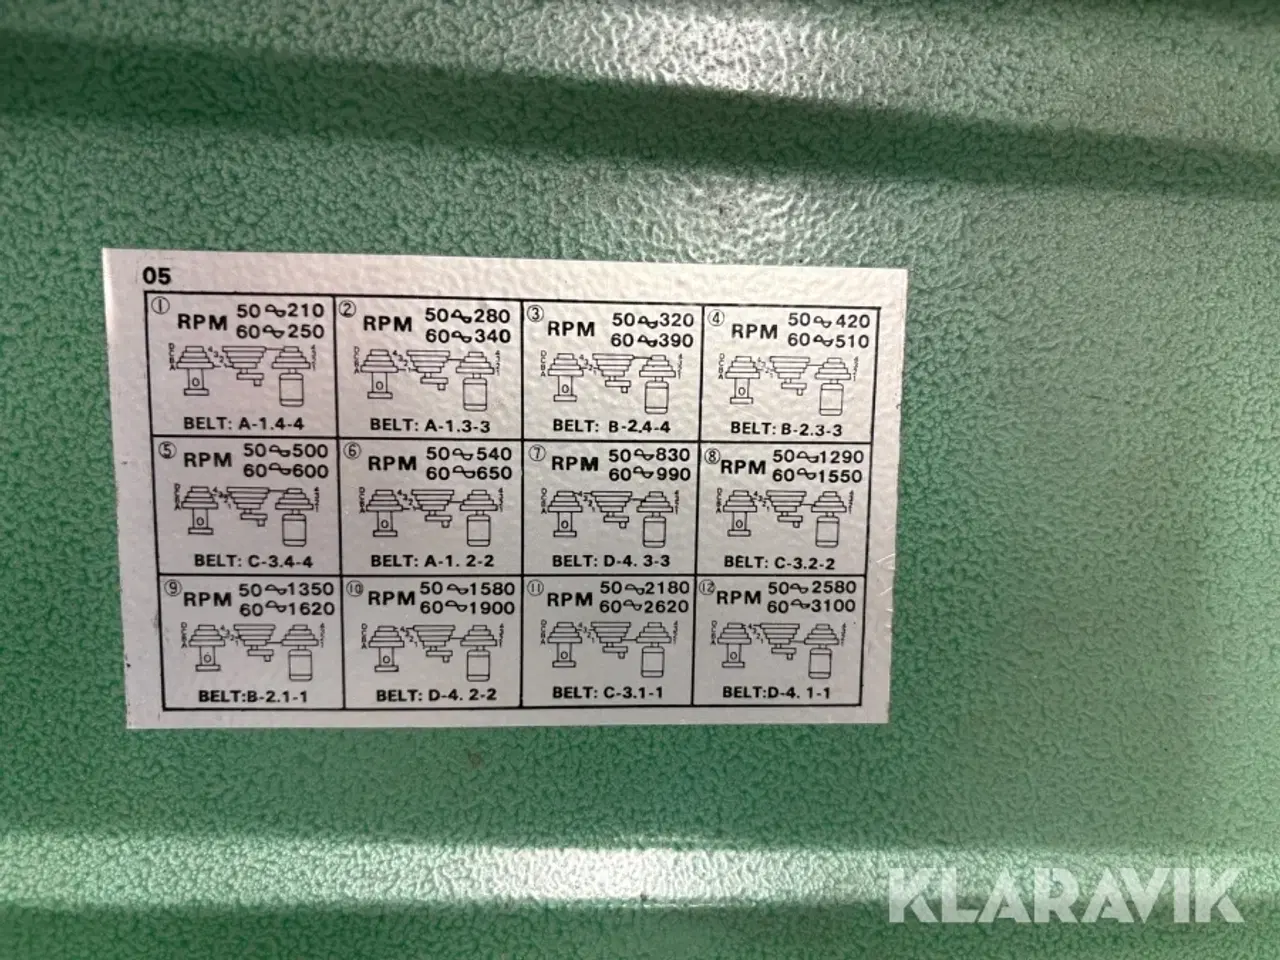 05
① RPM 50～210
60～250
BELT: A-1.4-4
② RPM 50～280
60～340
BELT: A-1.3-3
③ RPM 50～320
60～390
BELT: B-2.4-4
④ RPM 50～420
60～510
BELT: B-2.3-3
⑤ RPM 50～500
60～600
BELT: C-3.4-4
⑥ RPM 50～540
60～650
BELT: A-1. 2-2
⑦ RPM 50～830
60～990
BELT: D-4. 3-3
⑧ RPM 50～1290
60～1550
BELT: C-3.2-2
⑨ RPM 50～1350
60～1620
BELT:B-2.1-1
⑩ RPM 50～1580
60～1900
BELT: D-4. 2-2
⑪ RPM 50～2180
60～2620
BELT: C-3.1-1
⑫ RPM 50～2580
60～3100
BELT:D-4. 1-1
KLARAVIK